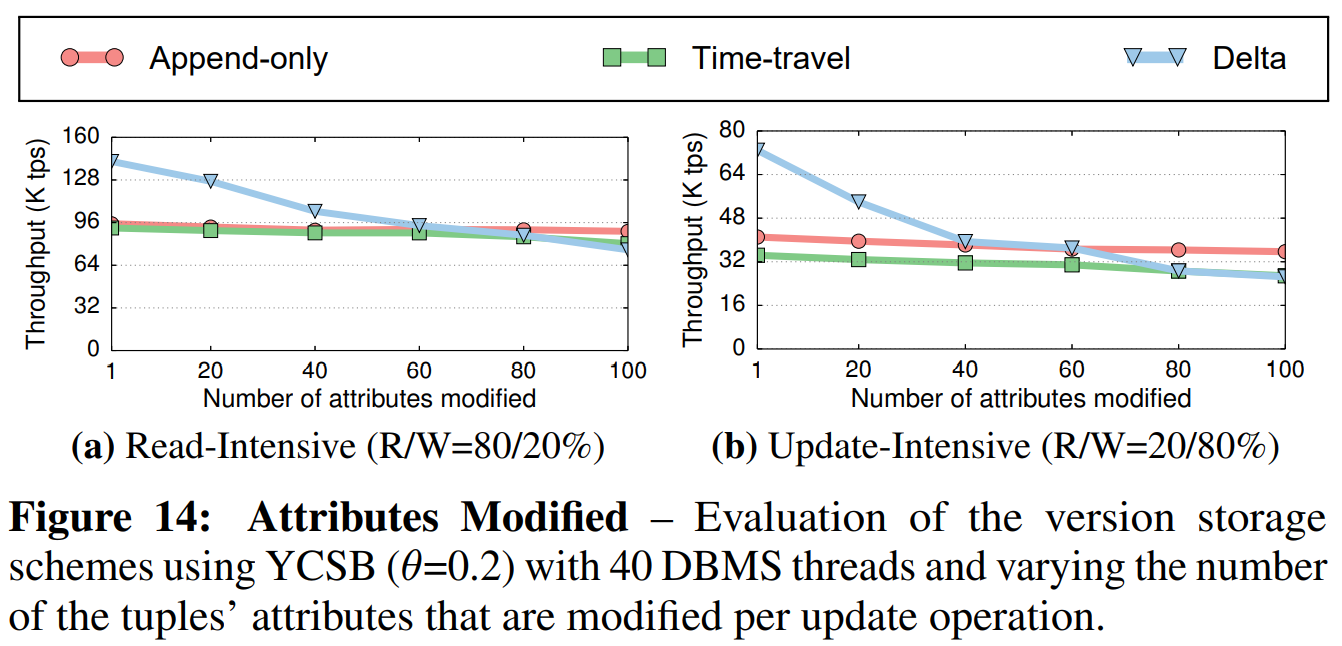 Append-only Time-travel Delta
Throughput (K tps)
160
128
96
64
32
0
1 20 40 60 80 100
Number of attributes modified
(a) Read-Intensive (R/W=80/20%)
Throughput (K tps)
80
64
48
32
16
0
1 20 40 60 80 100
Number of attributes modified
(b) Update-Intensive (R/W=20/80%)
Figure 14: Attributes Modified – Evaluation of the version storage
schemes using YCSB (θ=0.2) with 40 DBMS threads and varying the number
of the tuples’ attributes that are modified per update operation.